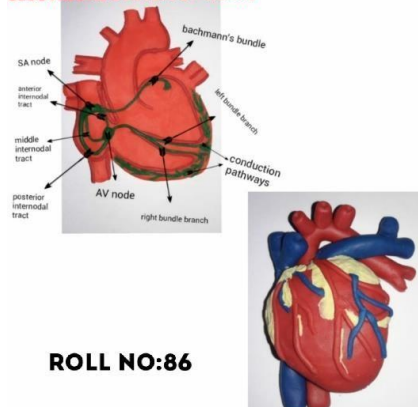 bachmann's bundle
SA node
anterior
internodal
tract
left bundle branch
middle
internodal
tract
conduction
pathways
posterior
internodal
tract
AV node
right bundle branch
ROLL NO:86